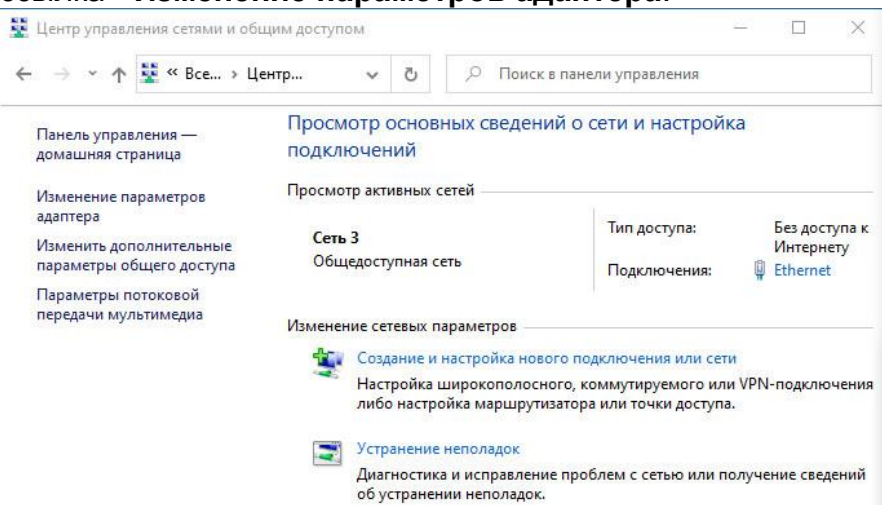 Изменение параметров адаптера.
Центр управления сетями и общим доступом
« Все... › Центр...
Поиск в панели управления
Панель управления —
домашняя страница
Изменение параметров
адаптера
Изменить дополнительные
параметры общего доступа
Параметры потоковой
передачи мультимедиа
Просмотр основных сведений о сети и настройка
подключений
Просмотр активных сетей
Сеть 3
Общедоступная сеть
Тип доступа: Без доступа к
Интернету
Подключения: Ethernet
Изменение сетевых параметров
Создание и настройка нового подключения или сети
Настройка широкополосного, коммутируемого или VPN-подключения
либо настройка маршрутизатора или точки доступа.
Устранение неполадок
Диагностика и исправление проблем с сетью или получение сведений
об устранении неполадок.